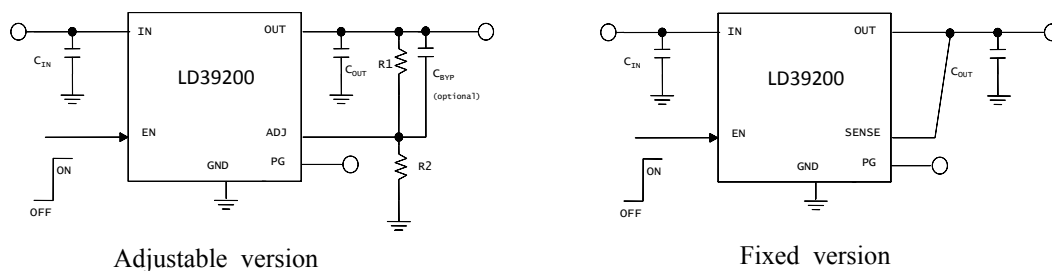 IN
OUT
C_IN
LD39200
C_OUT
R1
C_BYP
(optional)
EN
ADJ
ON
OFF
GND
PG
R2
Adjustable version
IN
OUT
C_IN
LD39200
C_OUT
EN
SENSE
ON
OFF
GND
PG
Fixed version